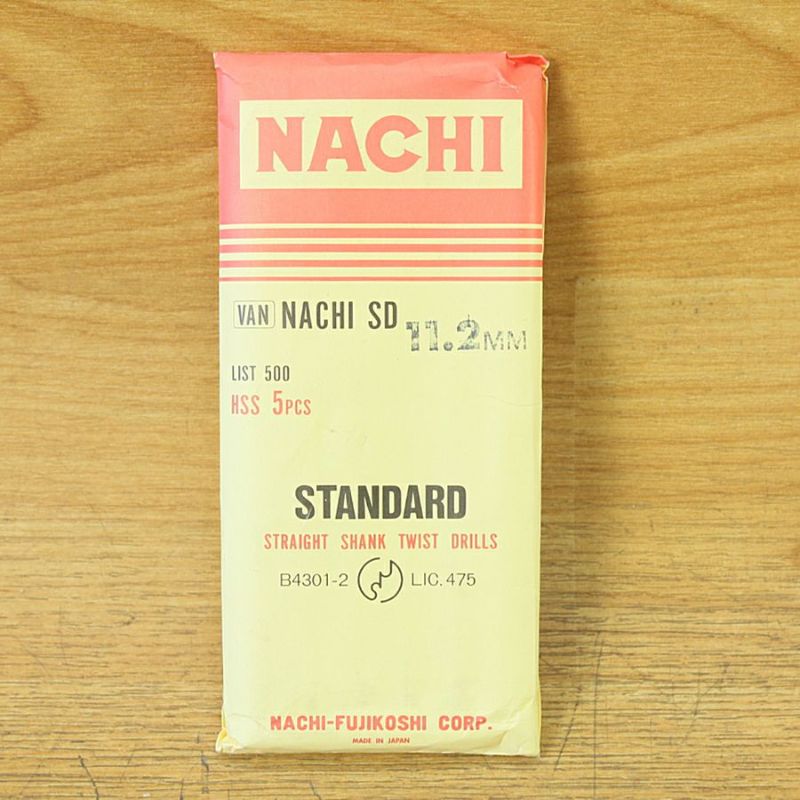 NACHI
VAN NACHI SD 11.2MM
LIST 500
HSS 5PCS
STANDARD
STRAIGHT SHANK TWIST DRILLS
B4301-2 LIC. 475
NACHI-FUJIKOSHI CORP.
MADE IN JAPAN